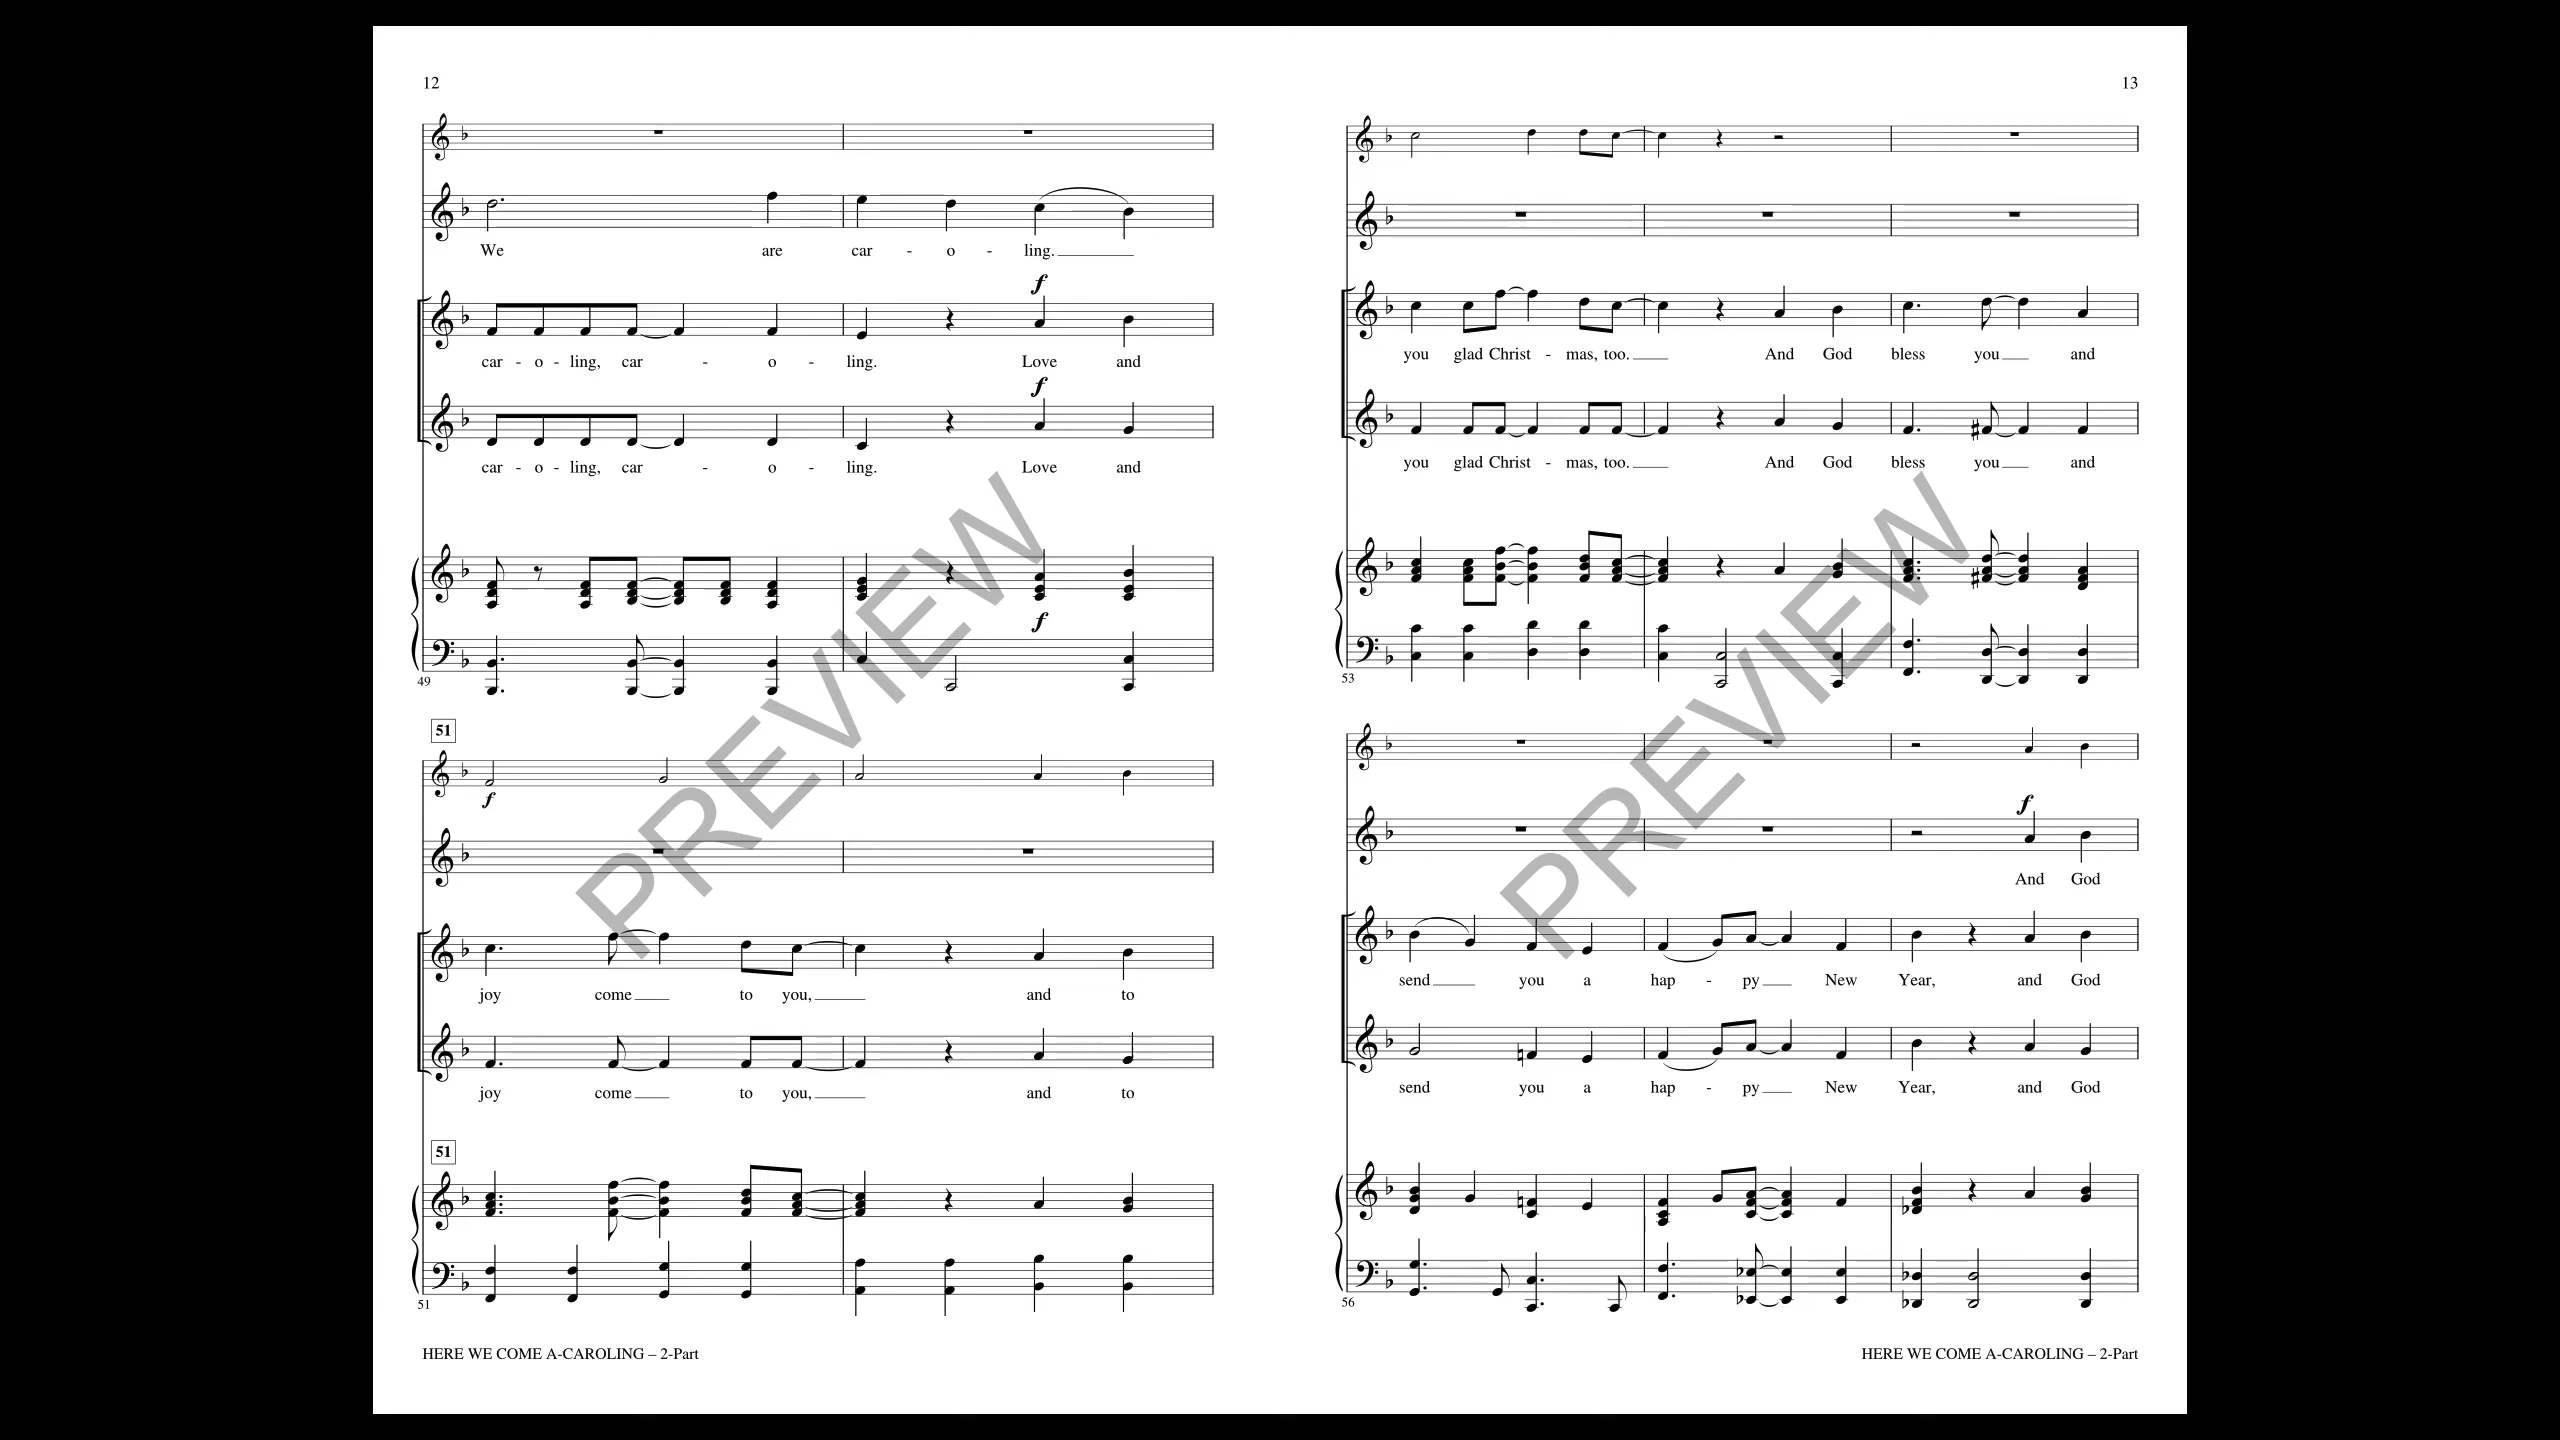 12
We are car - o - ling.
f
car - o - ling, car - o - ling. Love and
f
car - o - ling, car - o - ling. Love and
f
49
51
f
joy come to you, and to
joy come to you, and to
51
51
HERE WE COME A-CAROLING – 2-Part
13
you glad Christ - mas, too. And God bless you and
you glad Christ - mas, too. And God bless you and
53
f
And God
send you a hap - py New Year, and God
send you a hap - py New Year, and God
56
HERE WE COME A-CAROLING – 2-Part
PREVIEW
PREVIEW